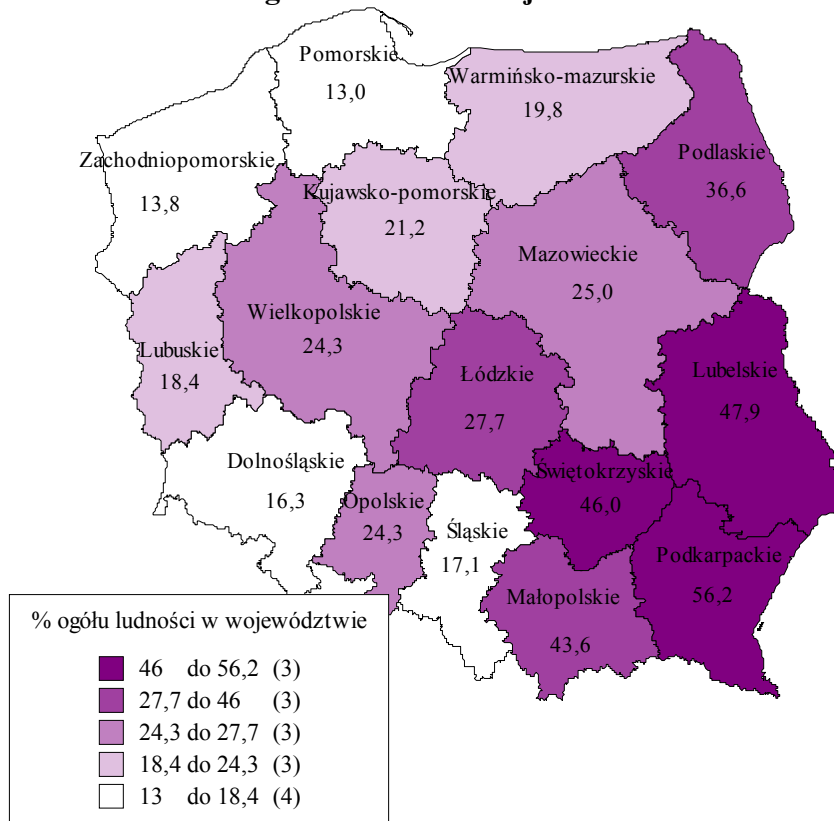 Pomorskie
13,0
Warmińsko-mazurskie
19,8
Zachodniopomorskie
13,8
Kujawsko-pomorskie
21,2
Podlaskie
36,6
Mazowieckie
25,0
Wielkopolskie
24,3
Lubuskie
18,4
Łódzkie
27,7
Lubelskie
47,9
Dolnośląskie
16,3
Opolskie
24,3
Śląskie
17,1
Świętokrzyskie
46,0
Podkarpackie
56,2
Małopolskie
43,6
% ogółu ludności w województwie
46 do 56,2 (3)
27,7 do 46 (3)
24,3 do 27,7 (3)
18,4 do 24,3 (3)
13 do 18,4 (4)